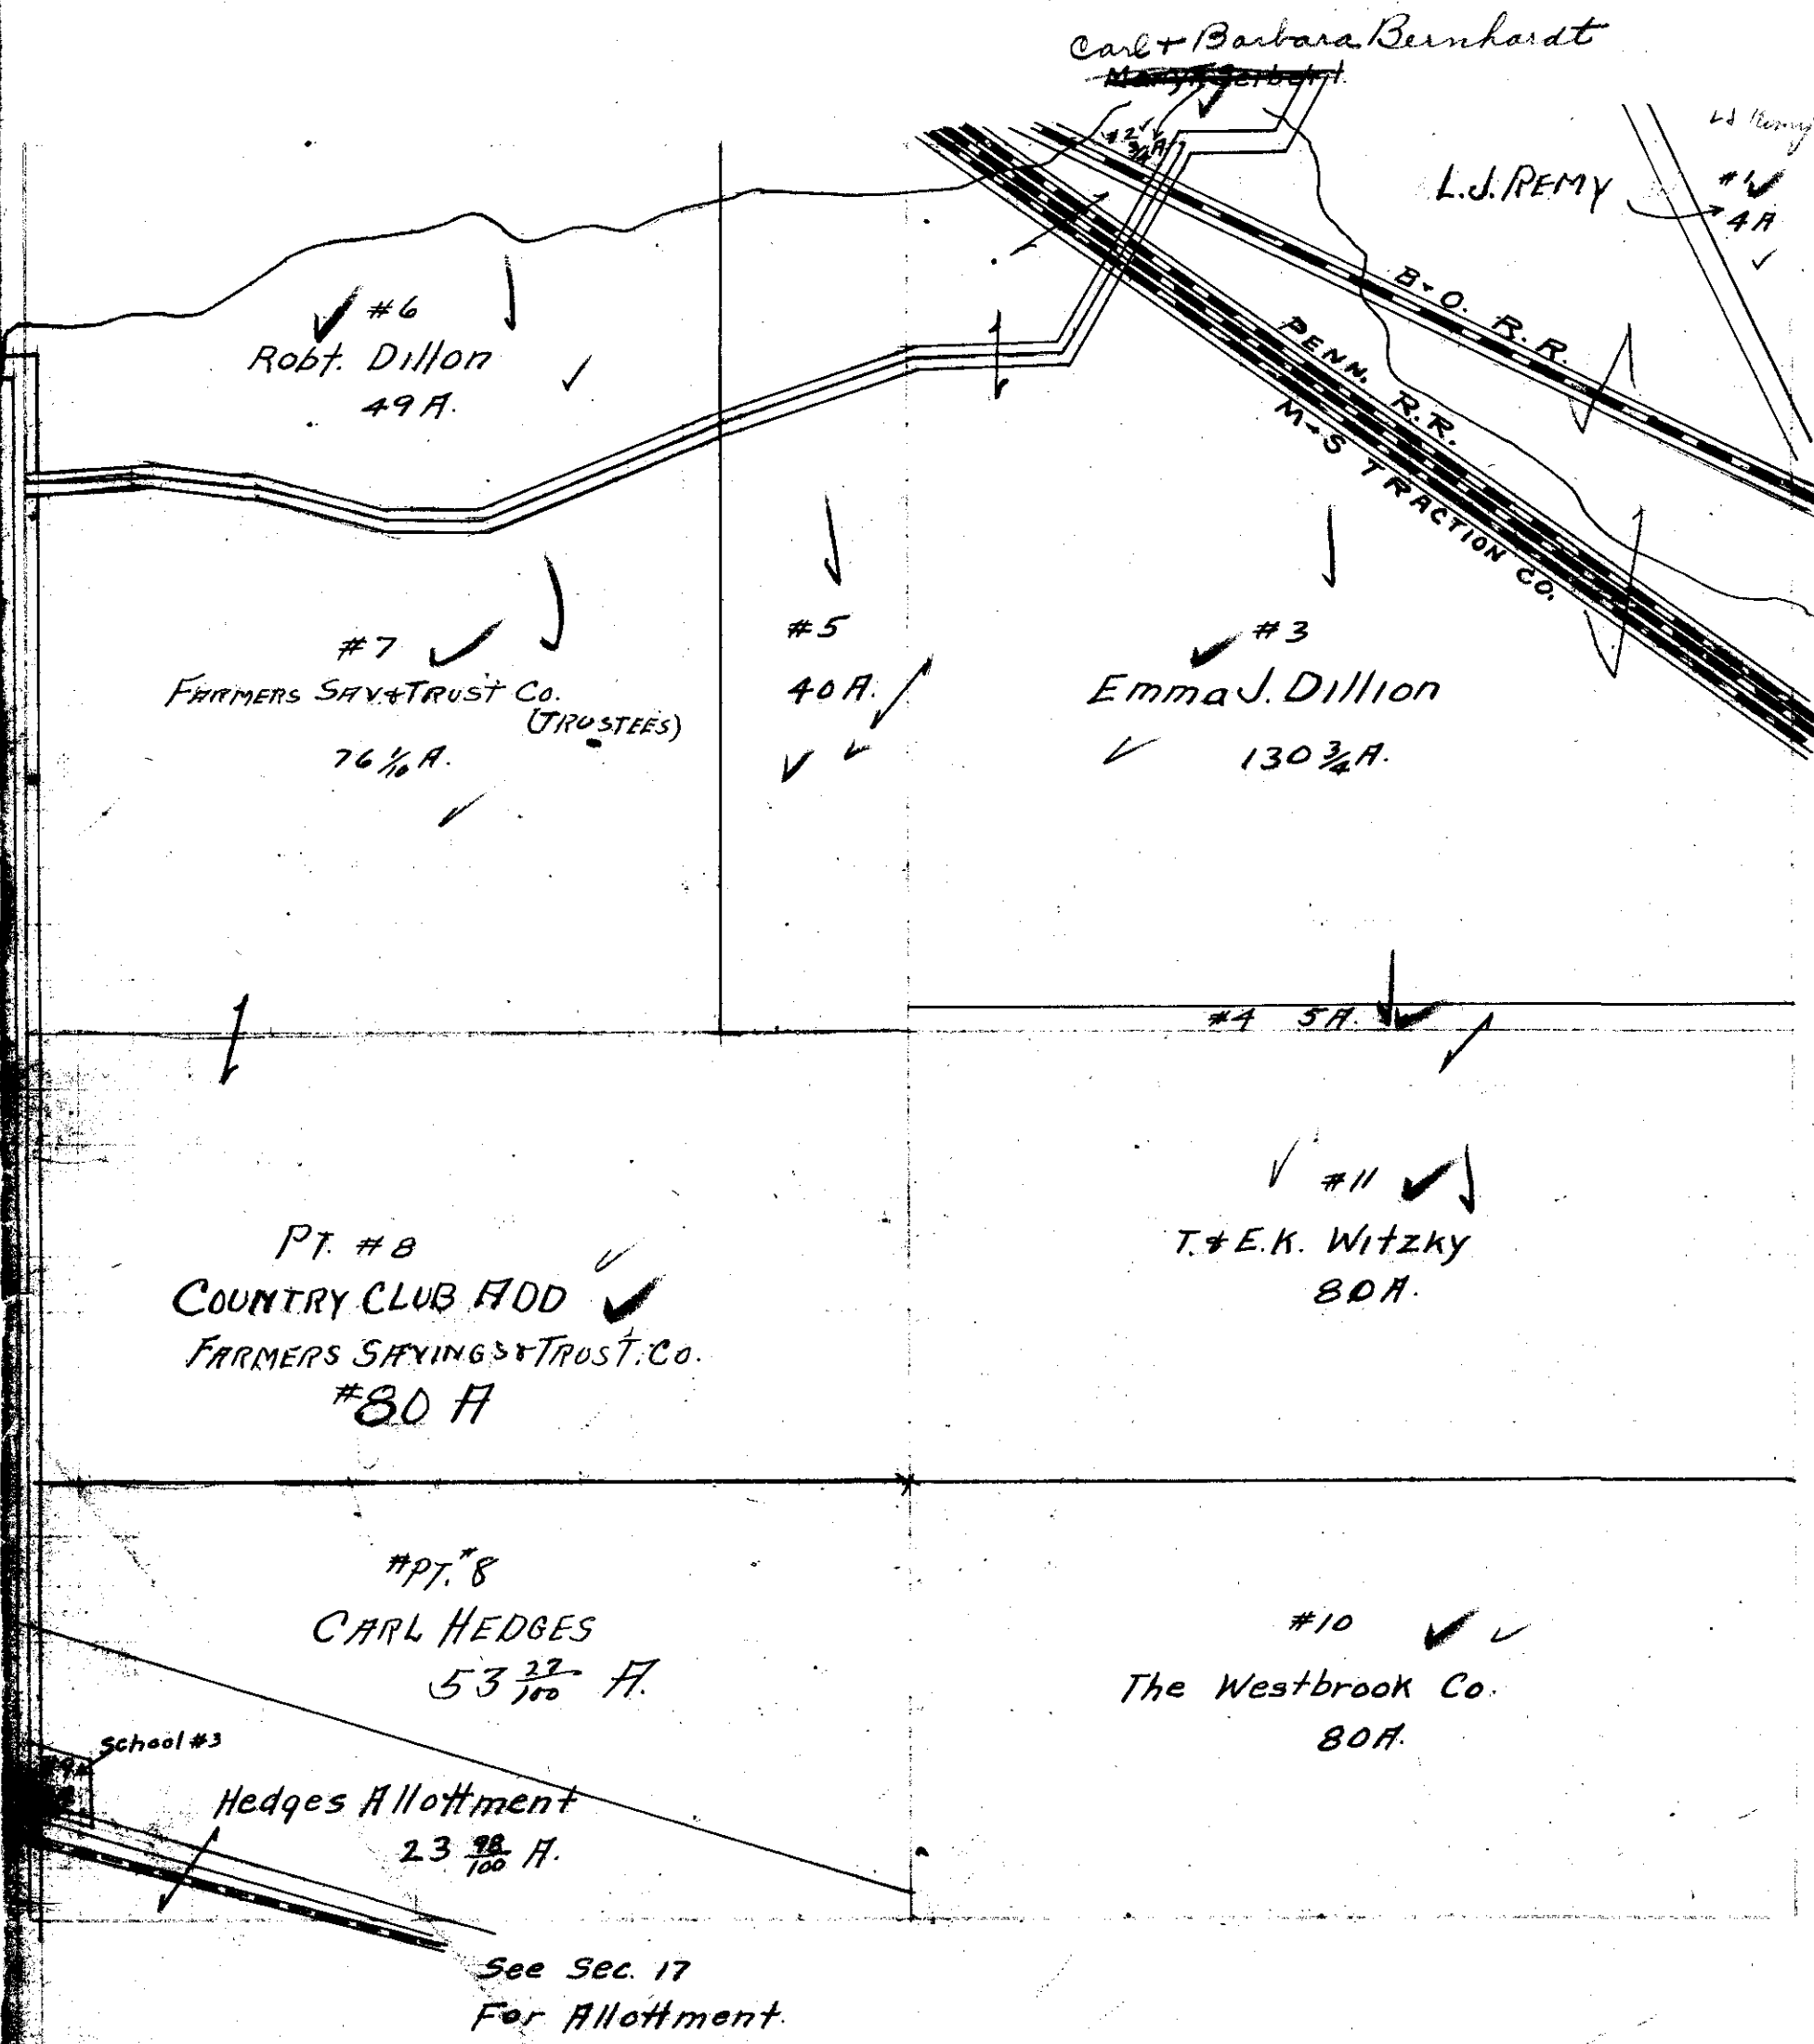 Carl + Barbara Bernhardt
#2
3/4 A
L.J. REMY
#1
4 A
B+O. R.R.
PENN. R.R.
M+S TRACTION CO.
#6
Robt. Dillon
49 A.
#7
FARMERS SAV.&TRUST CO.
(TRUSTEES)
76 1/10 A.
#5
40 A.
#3
Emma J. Dillion
130 3/4 A.
#4 5 A.
PT. #8
COUNTRY CLUB ADD
FARMERS SAVINGS&TRUST. CO.
#80 A
#11
T. & E.K. Witzky
80 A.
#PT. #8
CARL HEDGES
53 27/100 A.
#10
The Westbrook Co.
80 A.
School #3
#9
Hedges Allottment
23 98/100 A.
See Sec. 17
For Allottment.